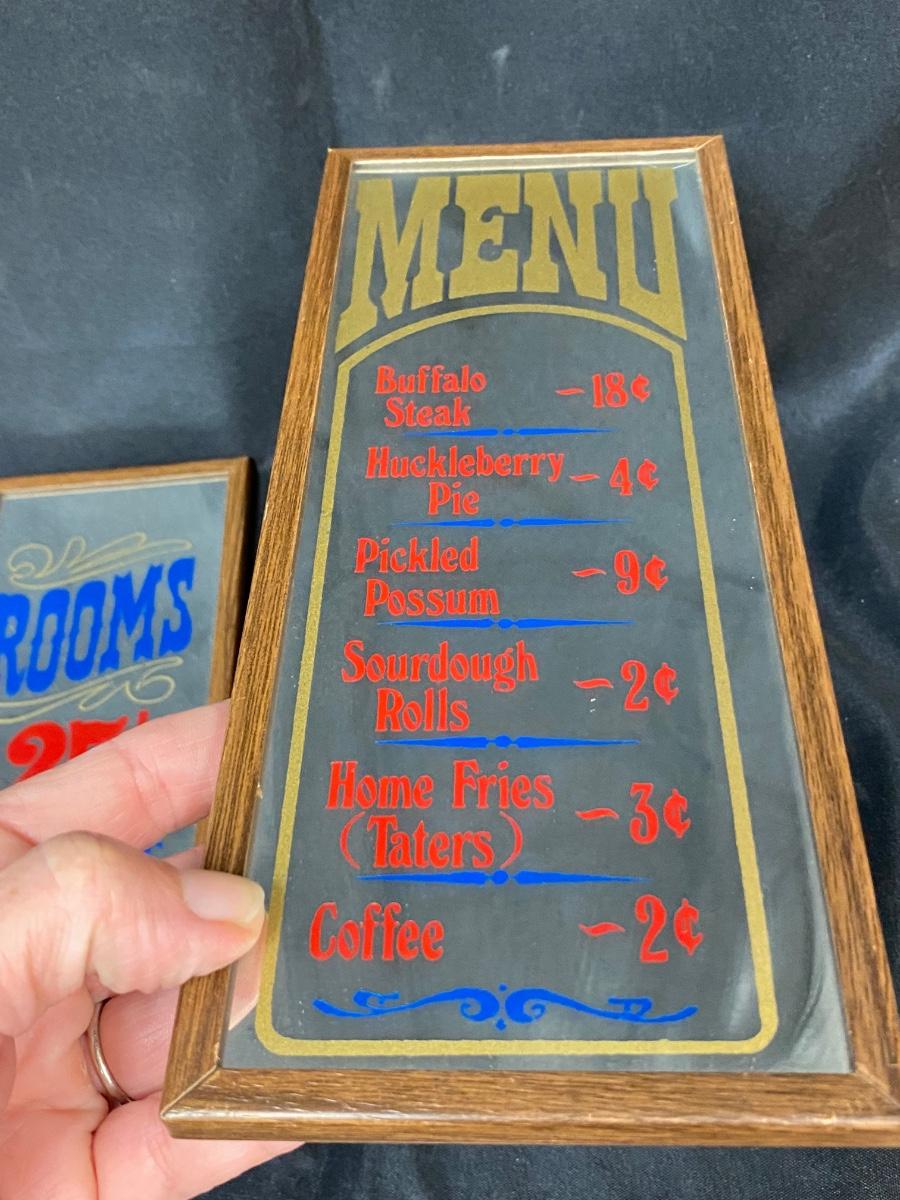 MENU
Buffalo
Steak ~18¢
Huckleberry
Pie ~4¢
Pickled
Possum ~9¢
Sourdough
Rolls ~2¢
Home Fries
(Taters) ~3¢
Coffee ~2¢
ROOMS